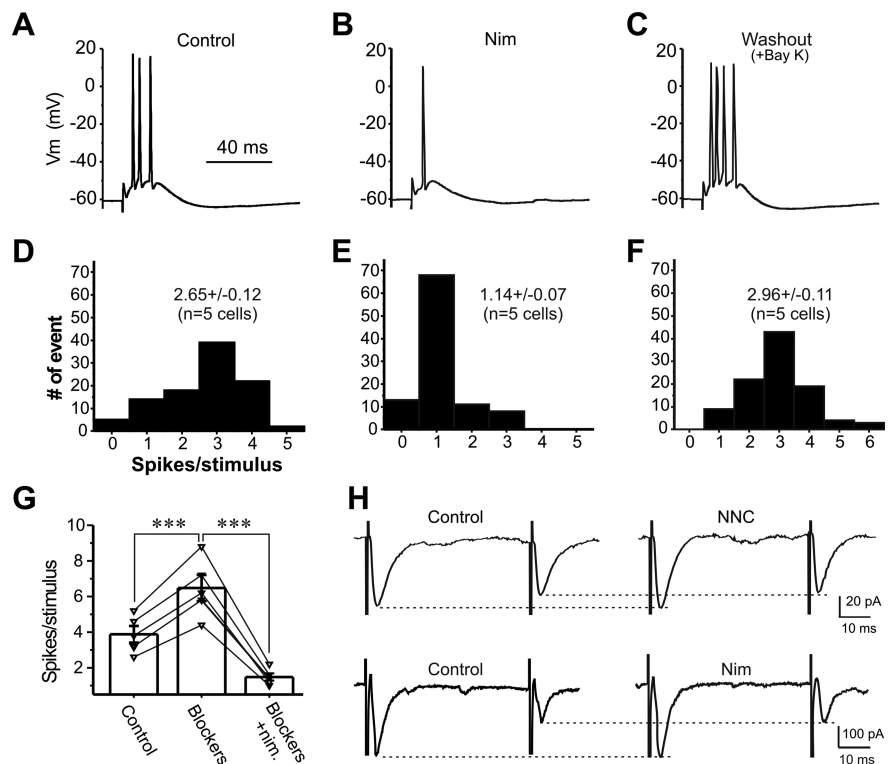 A
Control
20
0
-20
-40
-60
Vm (mV)
40 ms
B
Nim
20
0
-20
-40
-60
C
Washout
(+Bay K)
20
0
-20
-40
-60
D
70
60
50
40
30
20
10
0
# of event
2.65+/-0.12
(n=5 cells)
0 1 2 3 4 5
Spikes/stimulus
E
70
60
50
40
30
20
10
0
1.14+/-0.07
(n=5 cells)
0 1 2 3 4 5
F
70
60
50
40
30
20
10
0
2.96+/-0.11
(n=5 cells)
0 1 2 3 4 5 6
G
10
8
6
4
2
Spikes/stimulus
*** ***
Control
Blockers
Blockers
+nim.
H
Control
NNC
20 pA
10 ms
Control
Nim
100 pA
10 ms